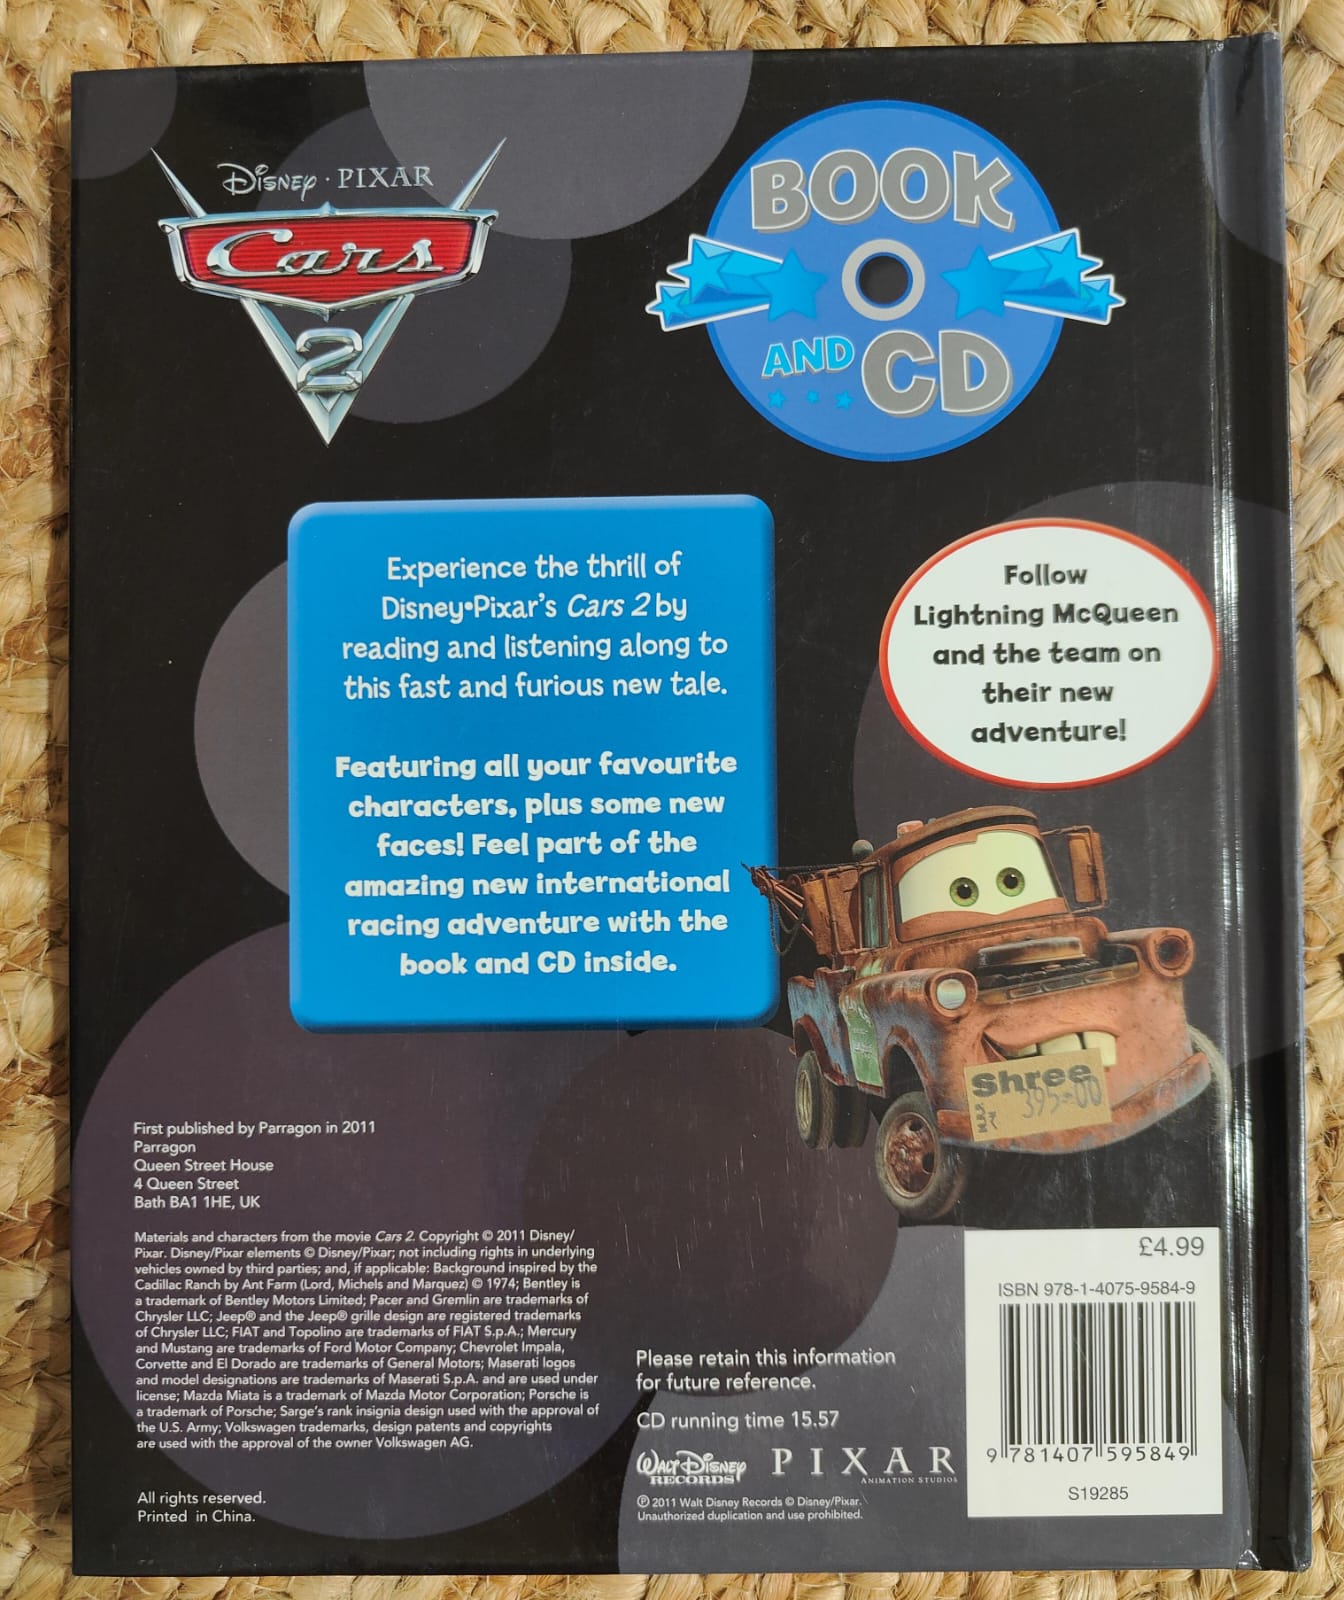 Disney · PIXAR
Cars
2
BOOK
AND CD
Experience the thrill of
Disney•Pixar's Cars 2 by
reading and listening along to
this fast and furious new tale.
Featuring all your favourite
characters, plus some new
faces! Feel part of the
amazing new international
racing adventure with the
book and CD inside.
Follow
Lightning McQueen
and the team on
their new
adventure!
Shree
395-00
First published by Parragon in 2011
Parragon
Queen Street House
4 Queen Street
Bath BA1 1HE, UK
Materials and characters from the movie Cars 2. Copyright © 2011 Disney/
Pixar. Disney/Pixar elements © Disney/Pixar; not including rights in underlying
vehicles owned by third parties; and, if applicable: Background inspired by the
Cadillac Ranch by Ant Farm (Lord, Michels and Marquez) © 1974; Bentley is
a trademark of Bentley Motors Limited; Pacer and Gremlin are trademarks of
Chrysler LLC; Jeep® and the Jeep® grille design are registered trademarks
of Chrysler LLC; FIAT and Topolino are trademarks of FIAT S.p.A.; Mercury
and Mustang are trademarks of Ford Motor Company; Chevrolet Impala,
Corvette and El Dorado are trademarks of General Motors; Maserati logos
and model designations are trademarks of Maserati S.p.A. and are used under
license; Mazda Miata is a trademark of Mazda Motor Corporation; Porsche is
a trademark of Porsche; Sarge's rank insignia design used with the approval of
the U.S. Army; Volkswagen trademarks, design patents and copyrights
are used with the approval of the owner Volkswagen AG.
All rights reserved.
Printed in China.
Please retain this information
for future reference.
CD running time 15.57
WALT DISNEY
RECORDS
PIXAR
ANIMATION STUDIOS
℗ 2011 Walt Disney Records © Disney/Pixar.
Unauthorized duplication and use prohibited.
£4.99
ISBN 978-1-4075-9584-9
9 781407 595849
S19285